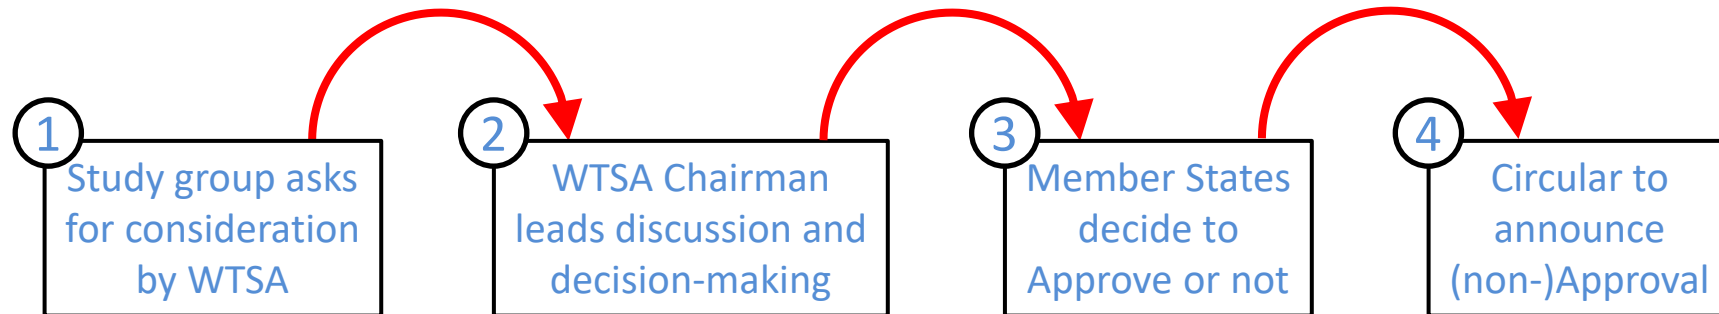 1
Study group asks
for consideration
by WTSA
2
WTSA Chairman
leads discussion and
decision-making
3
Member States
decide to
Approve or not
4
Circular to
announce
(non-)Approval